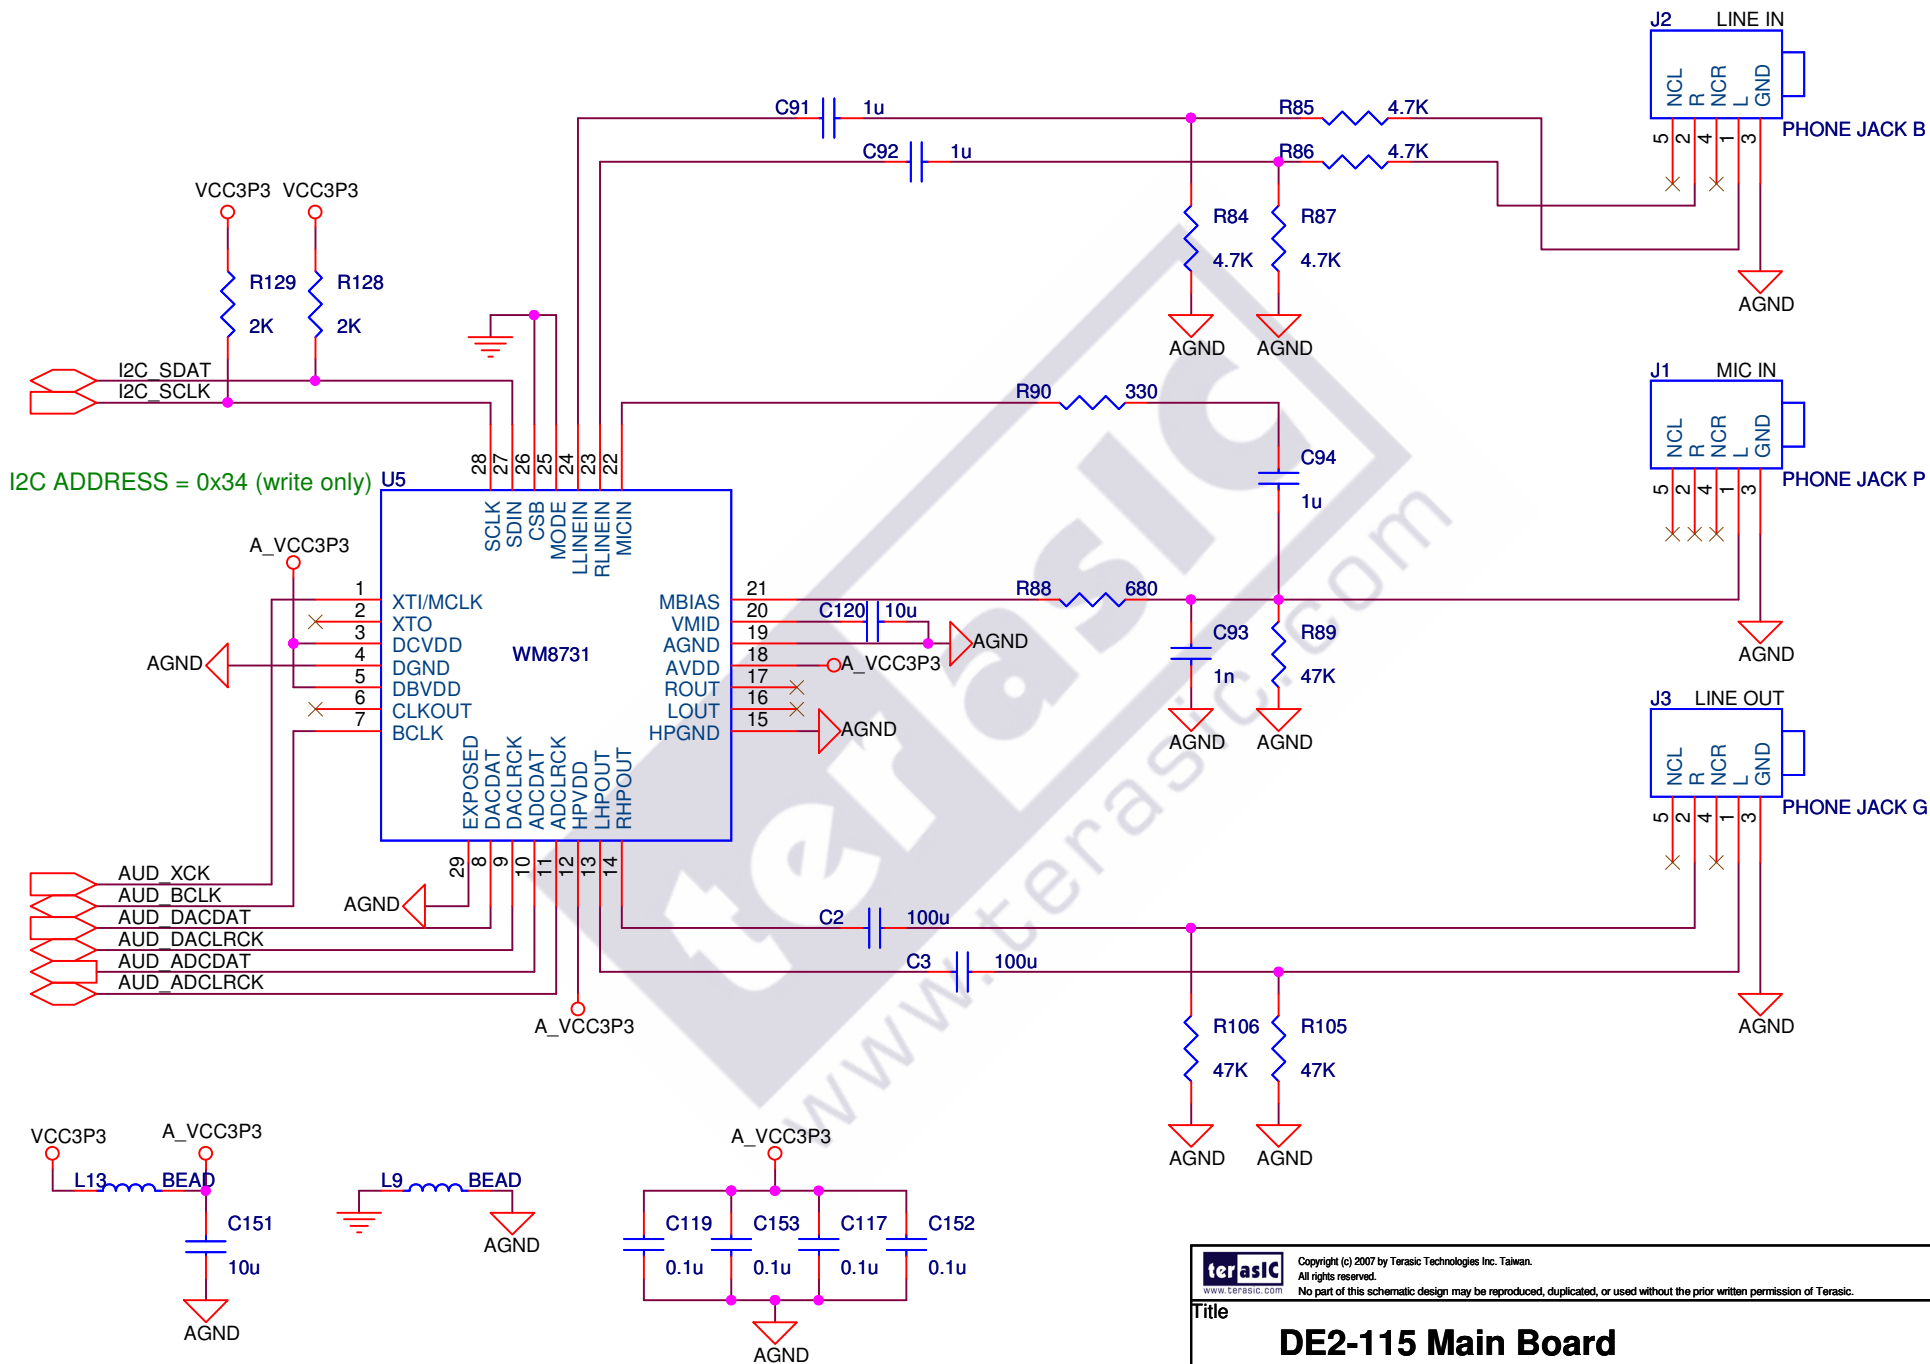 J2 LINE IN
NCL R NCR L GND
5 2 4 1 3
PHONE JACK B
C91 1u
R85 4.7K
C92 1u
R86 4.7K
R84 4.7K
R87 4.7K
AGND AGND
AGND
VCC3P3 VCC3P3
R129 2K
R128 2K
I2C_SDAT
I2C_SCLK
J1 MIC IN
NCL R NCR L GND
5 2 4 1 3
PHONE JACK P
AGND
R90 330
C94 1u
R88 680
C93 1n
R89 47K
AGND AGND
I2C ADDRESS = 0x34 (write only)
U5
WM8731
28 27 26 25 24 23 22
SCLK SDIN CSB MODE LLINEIN RLINEIN MICIN
A_VCC3P3
AGND
1 XTI/MCLK
2 XTO
3 DCVDD
4 DGND
5 DBVDD
6 CLKOUT
7 BCLK
MBIAS 21
VMID 20
AGND 19
AVDD 18
ROUT 17
LOUT 16
HPGND 15
C120 10u
AGND
A_VCC3P3
AGND
EXPOSED DACDAT DACLRCK ADCDAT ADCLRCK HPVDD LHPOUT RHPOUT
29 8 9 10 11 12 13 14
AGND
A_VCC3P3
J3 LINE OUT
NCL R NCR L GND
5 2 4 1 3
PHONE JACK G
AGND
AUD_XCK
AUD_BCLK
AUD_DACDAT
AUD_DACLRCK
AUD_ADCDAT
AUD_ADCLRCK
C2 100u
C3 100u
R106 47K
R105 47K
AGND AGND
VCC3P3 A_VCC3P3
L13 BEAD
C151 10u
AGND
L9 BEAD
AGND
A_VCC3P3
C119 0.1u
C153 0.1u
C117 0.1u
C152 0.1u
AGND
terasIC
www.terasic.com
terasIC
www.terasic.com
Copyright (c) 2007 by Terasic Technologies Inc. Taiwan.
All rights reserved.
No part of this schematic design may be reproduced, duplicated, or used without the prior written permission of Terasic.
Title
DE2-115 Main Board